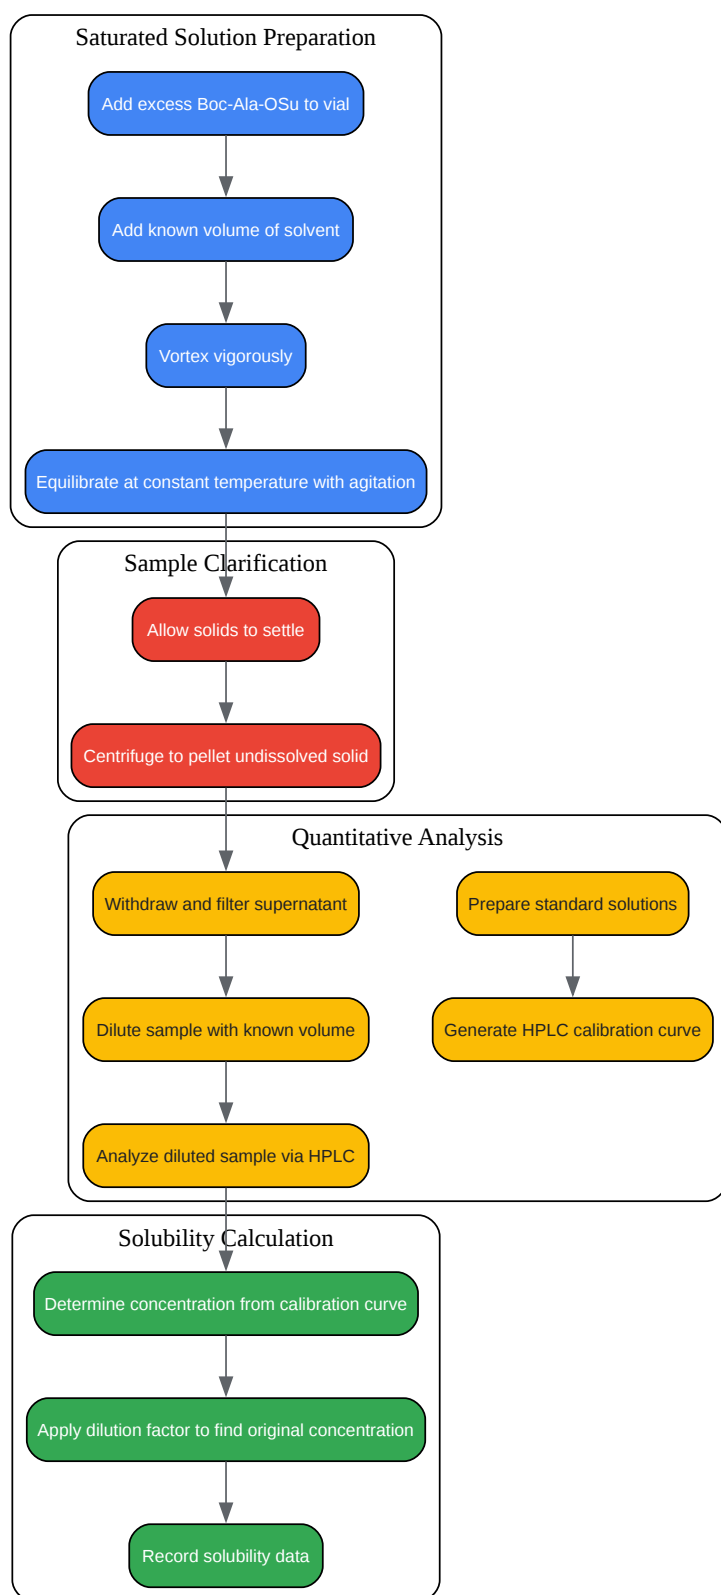 Saturated Solution Preparation
Add excess Boc-Ala-OSu to vial
Add known volume of solvent
Vortex vigorously
Equilibrate at constant temperature with agitation
Sample Clarification
Allow solids to settle
Centrifuge to pellet undissolved solid
Quantitative Analysis
Withdraw and filter supernatant
Prepare standard solutions
Dilute sample with known volume
Generate HPLC calibration curve
Analyze diluted sample via HPLC
Solubility Calculation
Determine concentration from calibration curve
Apply dilution factor to find original concentration
Record solubility data